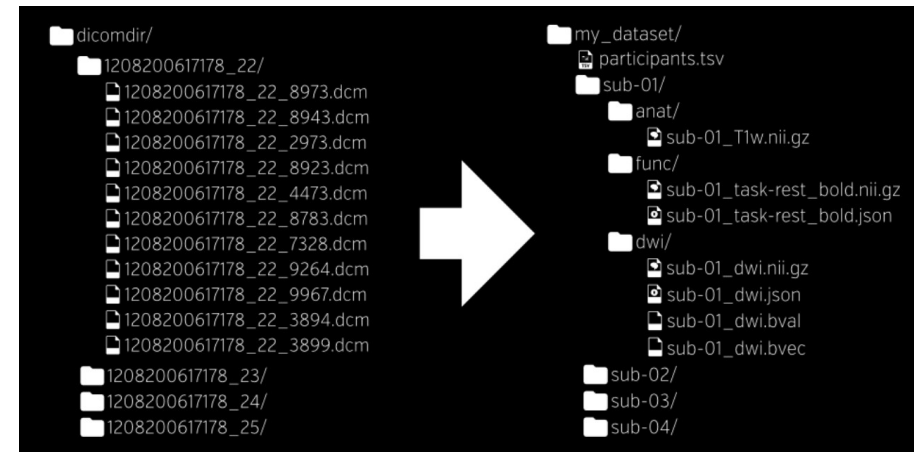 dicomdir/
1208200617178_22/
1208200617178_22_8973.dcm
1208200617178_22_8943.dcm
1208200617178_22_2973.dcm
1208200617178_22_8923.dcm
1208200617178_22_4473.dcm
1208200617178_22_8783.dcm
1208200617178_22_7328.dcm
1208200617178_22_9264.dcm
1208200617178_22_9967.dcm
1208200617178_22_3894.dcm
1208200617178_22_3899.dcm
1208200617178_23/
1208200617178_24/
1208200617178_25/
my_dataset/
participants.tsv
sub-01/
anat/
sub-01_T1w.nii.gz
func/
sub-01_task-rest_bold.nii.gz
sub-01_task-rest_bold.json
dwi/
sub-01_dwi.nii.gz
sub-01_dwi.json
sub-01_dwi.bval
sub-01_dwi.bvec
sub-02/
sub-03/
sub-04/